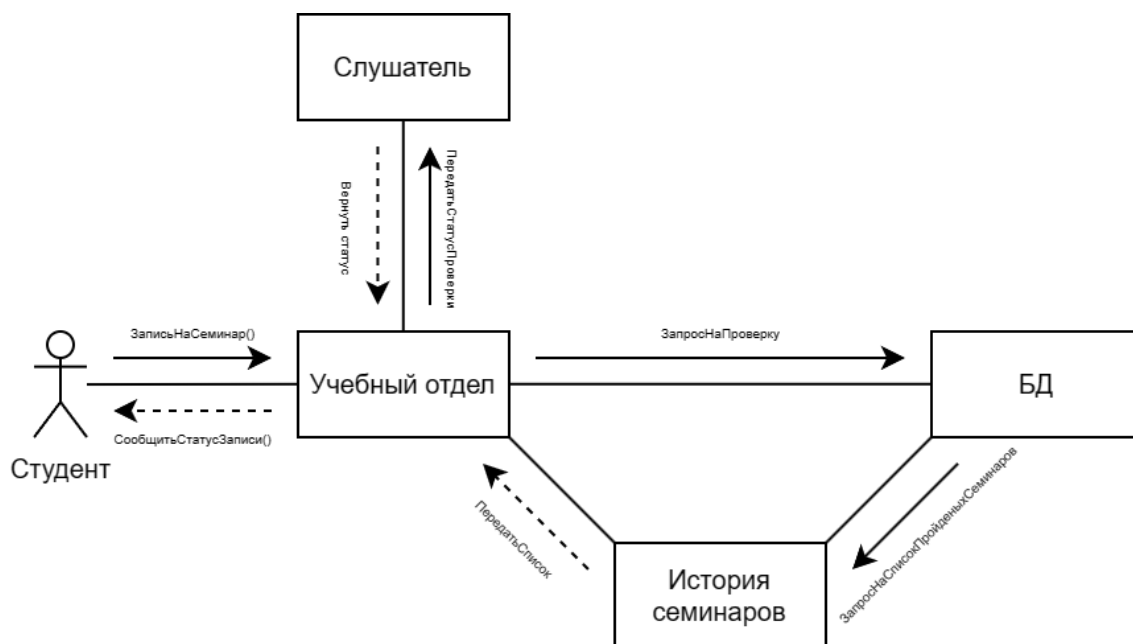 Слушатель
Вернуть статус
ПередатьСтатусПроверки
ЗаписьНаСеминар()
ЗапросНаПроверку
Учебный отдел
БД
СообщитьСтатусЗаписи()
Студент
ПередатьСписок
ЗапросНаСписокПройденыхСеминаров
История
семинаров